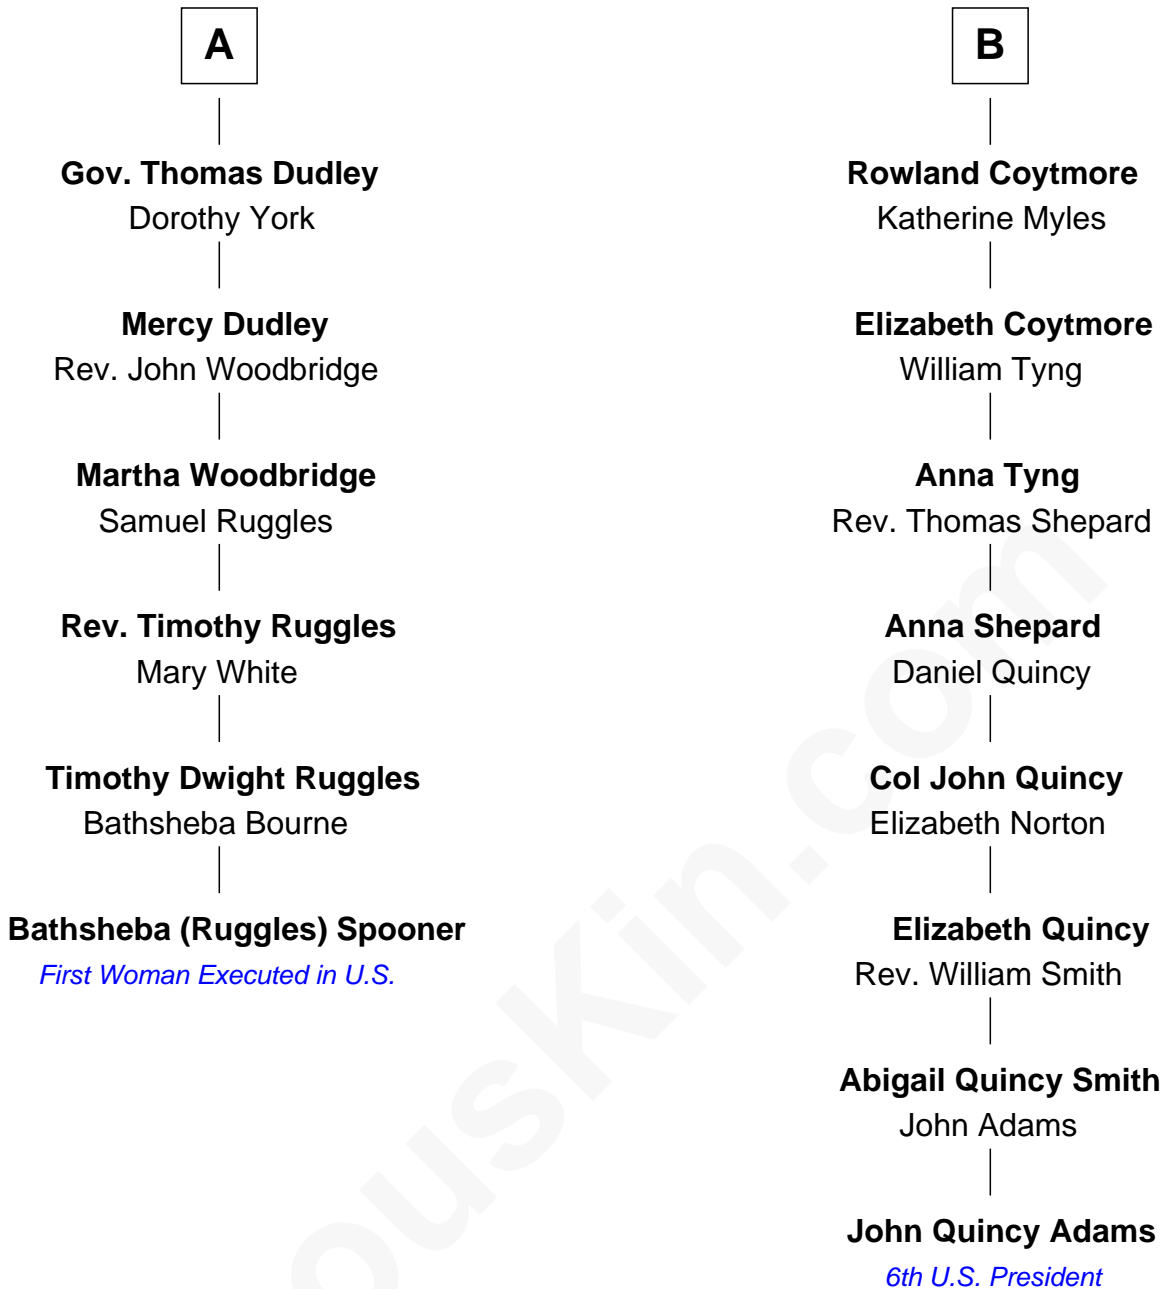 A
Gov. Thomas Dudley
Dorothy York
Mercy Dudley
Rev. John Woodbridge
Martha Woodbridge
Samuel Ruggles
Rev. Timothy Ruggles
Mary White
Timothy Dwight Ruggles
Bathsheba Bourne
Bathsheba (Ruggles) Spooner
First Woman Executed in U.S.
B
Rowland Coytmore
Katherine Myles
Elizabeth Coytmore
William Tyng
Anna Tyng
Rev. Thomas Shepard
Anna Shepard
Daniel Quincy
Col John Quincy
Elizabeth Norton
Elizabeth Quincy
Rev. William Smith
Abigail Quincy Smith
John Adams
John Quincy Adams
6th U.S. President
ousKin.com